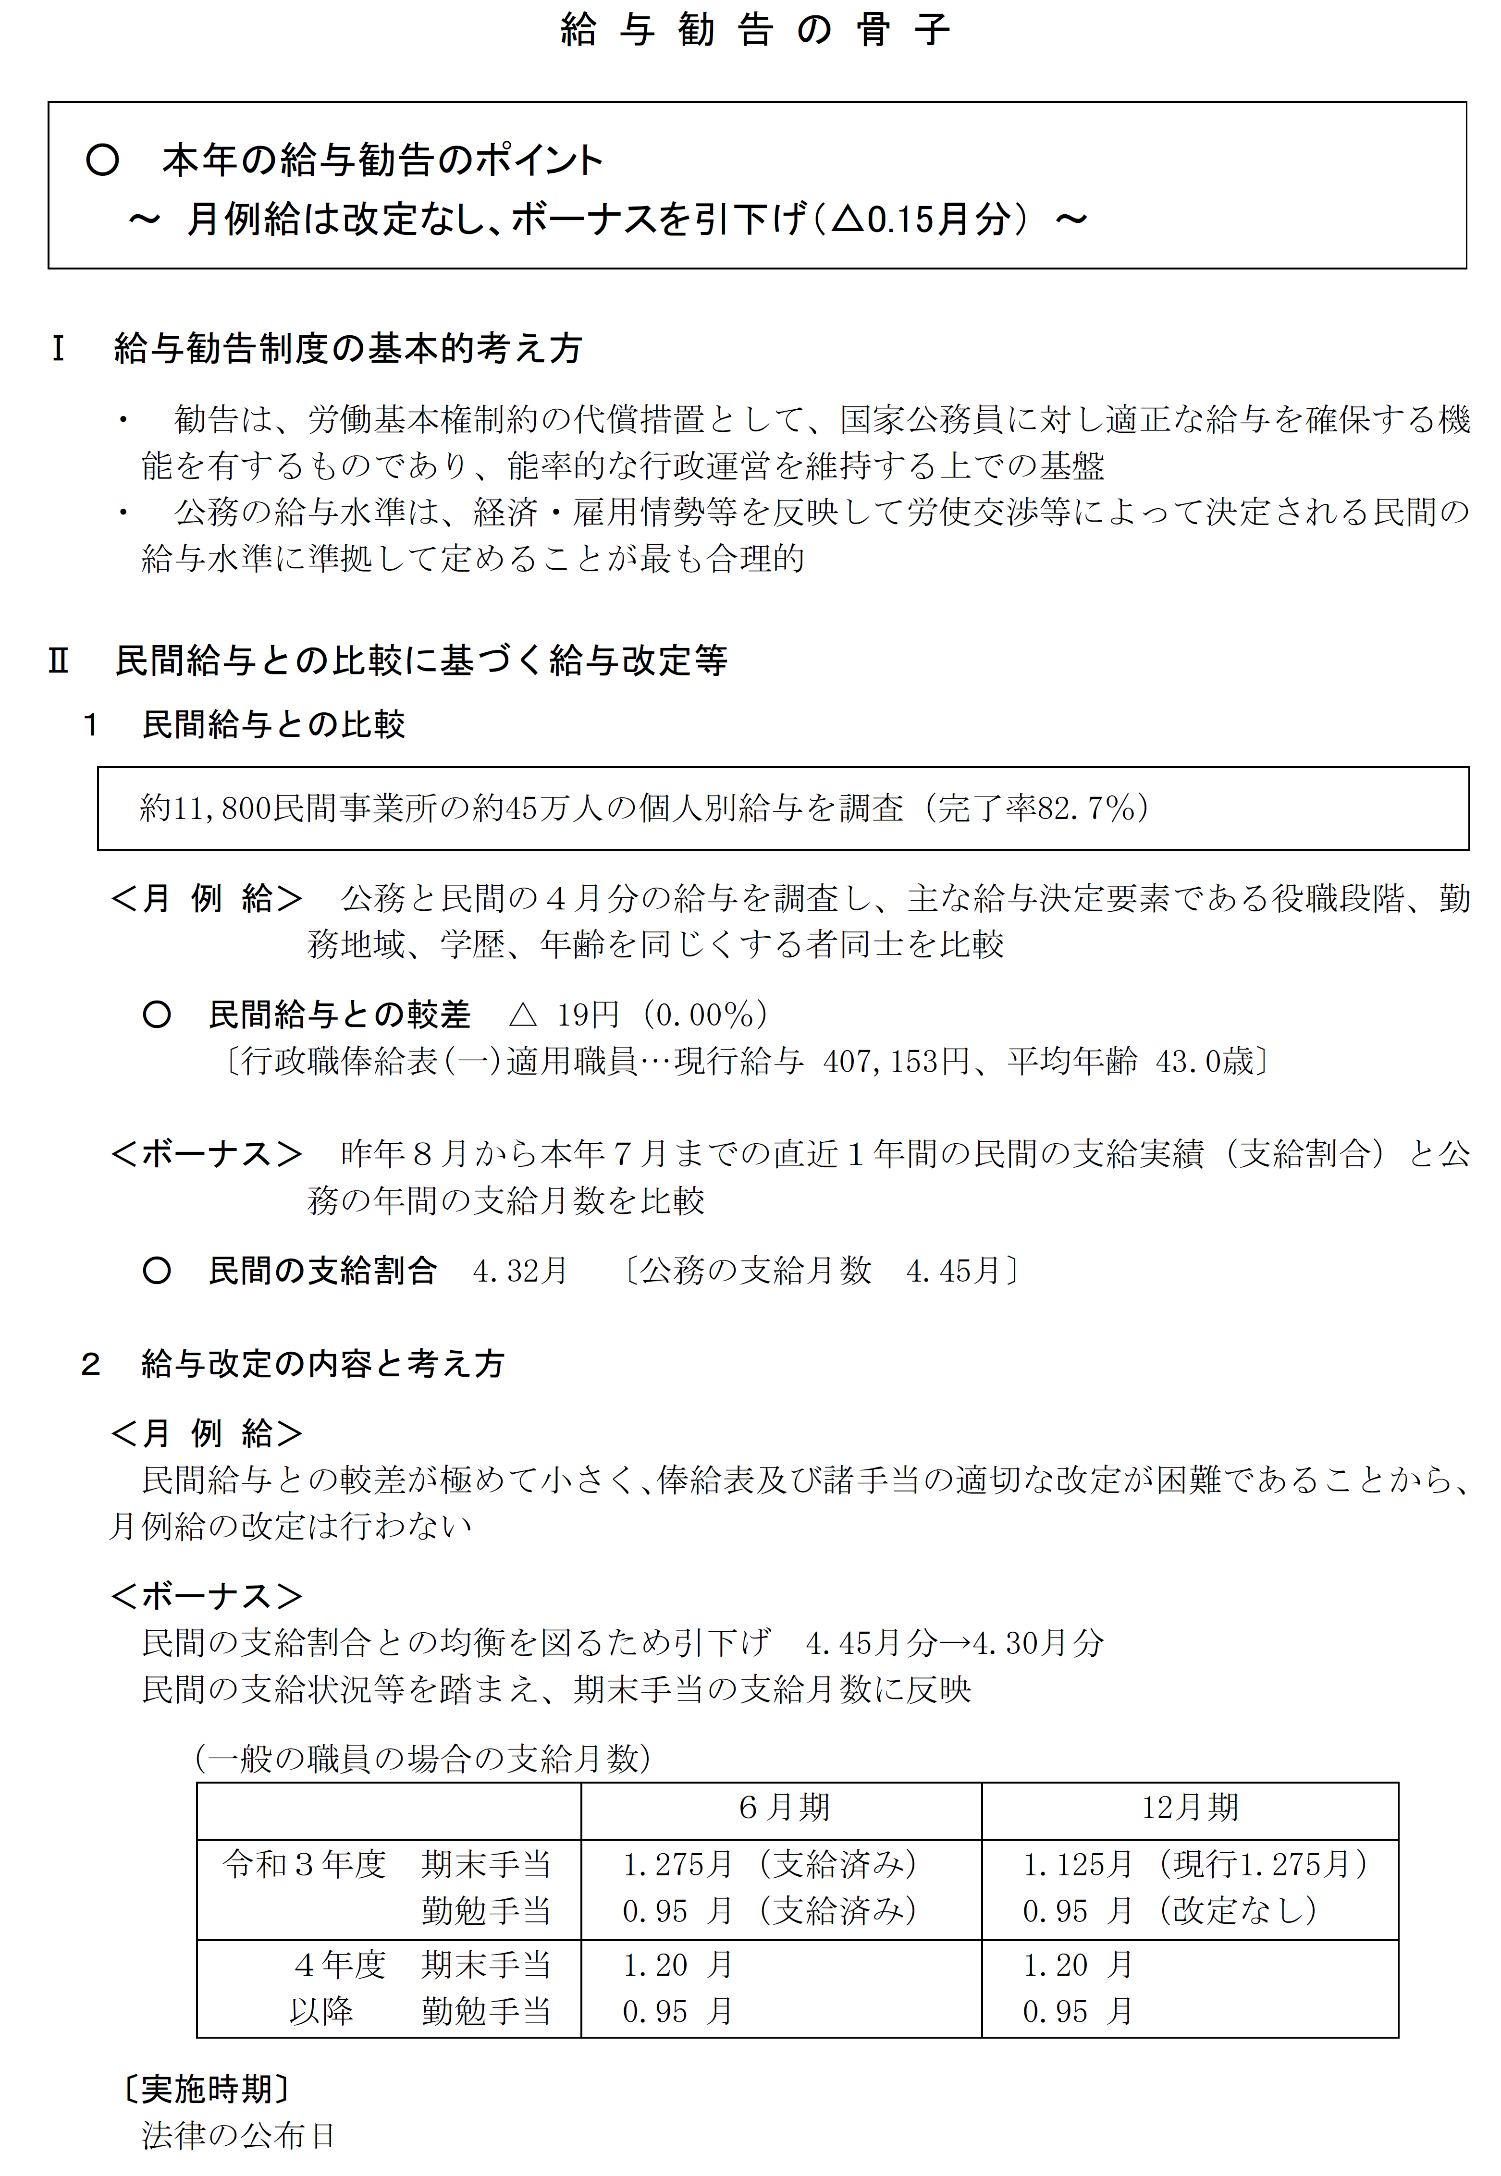 給 与 勧 告 の 骨 子
〇　本年の給与勧告のポイント
～ 月例給は改定なし、ボーナスを引下げ（△0.15月分） ～
Ⅰ　給与勧告制度の基本的考え方
・　勧告は、労働基本権制約の代償措置として、国家公務員に対し適正な給与を確保する機
能を有するものであり、能率的な行政運営を維持する上での基盤
・　公務の給与水準は、経済・雇用情勢等を反映して労使交渉等によって決定される民間の
給与水準に準拠して定めることが最も合理的
Ⅱ　民間給与との比較に基づく給与改定等
１　民間給与との比較
約11,800民間事業所の約45万人の個人別給与を調査（完了率82.7％）
＜月 例 給＞　公務と民間の４月分の給与を調査し、主な給与決定要素である役職段階、勤
務地域、学歴、年齢を同じくする者同士を比較
〇　民間給与との較差　△ 19円（0.00％）
〔行政職俸給表(一)適用職員…現行給与 407,153円、平均年齢 43.0歳〕
＜ボーナス＞　昨年８月から本年７月までの直近１年間の民間の支給実績（支給割合）と公
務の年間の支給月数を比較
〇　民間の支給割合　4.32月　〔公務の支給月数　4.45月〕
２　給与改定の内容と考え方
＜月 例 給＞
民間給与との較差が極めて小さく、俸給表及び諸手当の適切な改定が困難であることから、
月例給の改定は行わない
＜ボーナス＞
民間の支給割合との均衡を図るため引下げ　4.45月分→4.30月分
民間の支給状況等を踏まえ、期末手当の支給月数に反映
（一般の職員の場合の支給月数）
６月期　12月期
令和３年度　期末手当　1.275月（支給済み）　1.125月（現行1.275月）
勤勉手当　0.95 月（支給済み）　0.95 月（改定なし）
４年度　期末手当　1.20 月　1.20 月
以降　勤勉手当　0.95 月　0.95 月
〔実施時期〕
法律の公布日